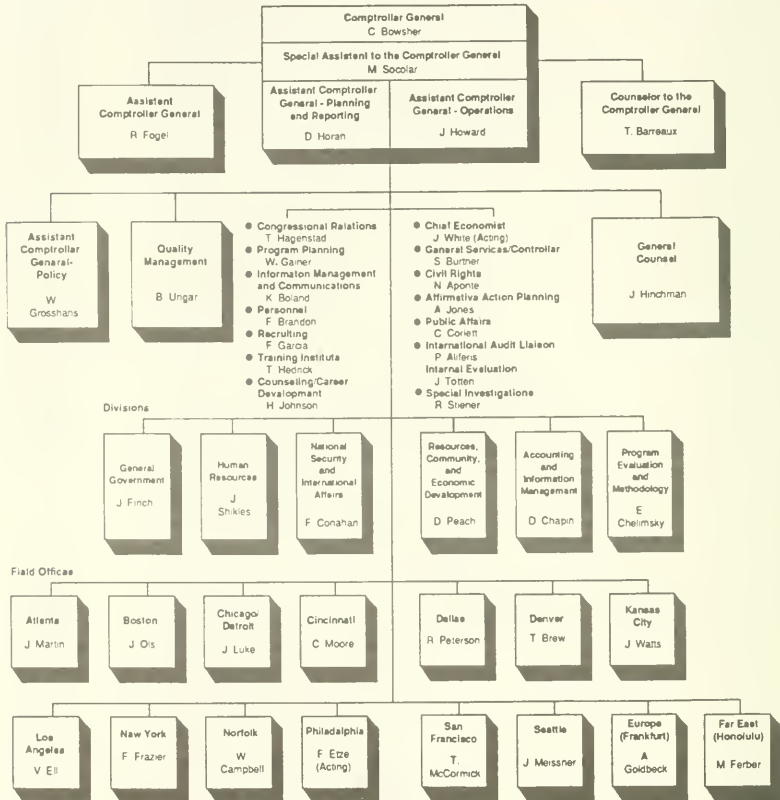 Comptroller General
C Bowsher
Special Assistent to the Comptroller General
M Socolar
Assistant Comptroller
General - Planning
and Reporting
D Horan
Assistant Comptroller
General - Operations
J Howard
Assistant
Comptroller General
R Fogel
Counselor to the
Comptroller General
T. Barreaux
Assistant
Comptroller
General-
Policy
W
Grosshans
Quality
Management
B Ungar
● Congressional Relations
T Hagenstad
● Program Planning
W. Gainer
● Informaton Management
and Communications
K Boland
● Personnel
F Brandon
● Recruiting
F Garcia
● Training Institute
T Hedrick
● Counseling/Career
Development
H Johnson
● Chief Economist
J White (Acting)
● General Services/Controller
S Burtner
● Civil Rights
N Aponte
● Affirmative Action Planning
A Jones
● Public Affairs
C Corlett
● International Audit Liaison
P Aliferis
Internal Evaluation
J Totten
● Special Investigations
R Stiener
General
Counsel
J Hinchman
Divisions
General
Government
J Finch
Human
Resources
J
Shikles
National
Security
and
International
Affairs
F Conahan
Resources,
Community,
and
Economic
Development
D Peach
Accounting
and
Information
Management
D Chapin
Program
Evaluation
and
Methodology
E
Chelimsky
Field Offices
Atlanta
J Martin
Boston
J Ols
Chicago/
Detroit
J Luke
Cincinnati
C Moore
Dallas
R Peterson
Denver
T Brew
Kansas
City
J Watts
Los
Angeles
V Ell
New York
F Frazier
Norfolk
W
Campbell
Philadelphia
F Etze
(Acting)
San
Francisco
T.
McCormick
Seattle
J Meissner
Europe
(Frankfurt)
A
Goldbeck
Far East
(Honolulu)
M Ferber